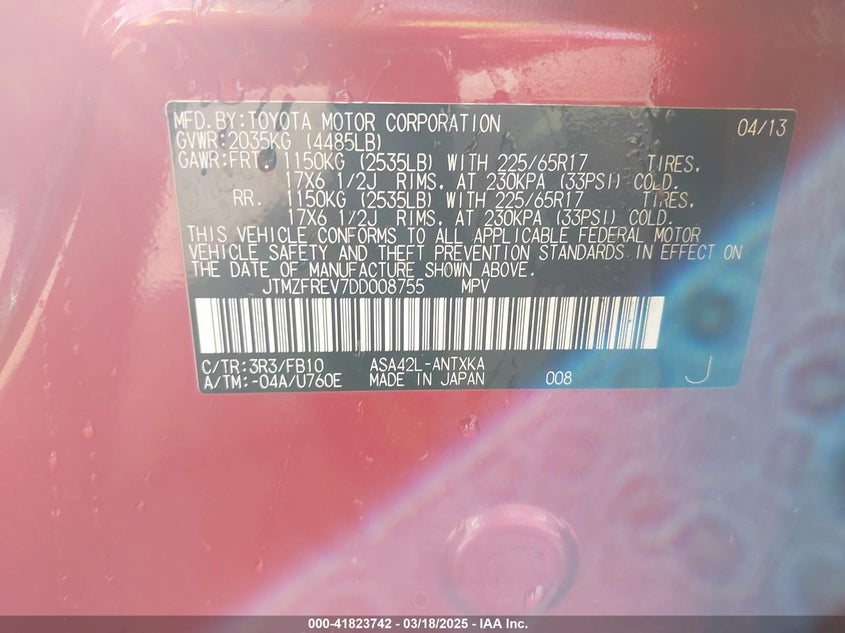 MFD.BY:TOYOTA MOTOR CORPORATION 04/13
GVWR:2035KG (4485LB)
GAWR:FRT. 1150KG (2535LB) WITH 225/65R17 TIRES,
17X6 1/2J RIMS, AT 230KPA (33PSI) COLD.
RR. 1150KG (2535LB) WITH 225/65R17 TIRES,
17X6 1/2J RIMS, AT 230KPA (33PSI) COLD.
THIS VEHICLE CONFORMS TO ALL APPLICABLE FEDERAL MOTOR
VEHICLE SAFETY AND THEFT PREVENTION STANDARDS IN EFFECT ON
THE DATE OF MANUFACTURE SHOWN ABOVE.
JTMZFREV7DD008755 MPV
C/TR:3R3/FB10 ASA42L-ANTXKA
A/TM:-04A/U760E MADE IN JAPAN 008 J
000-41823742 - 03/18/2025 - IAA Inc.